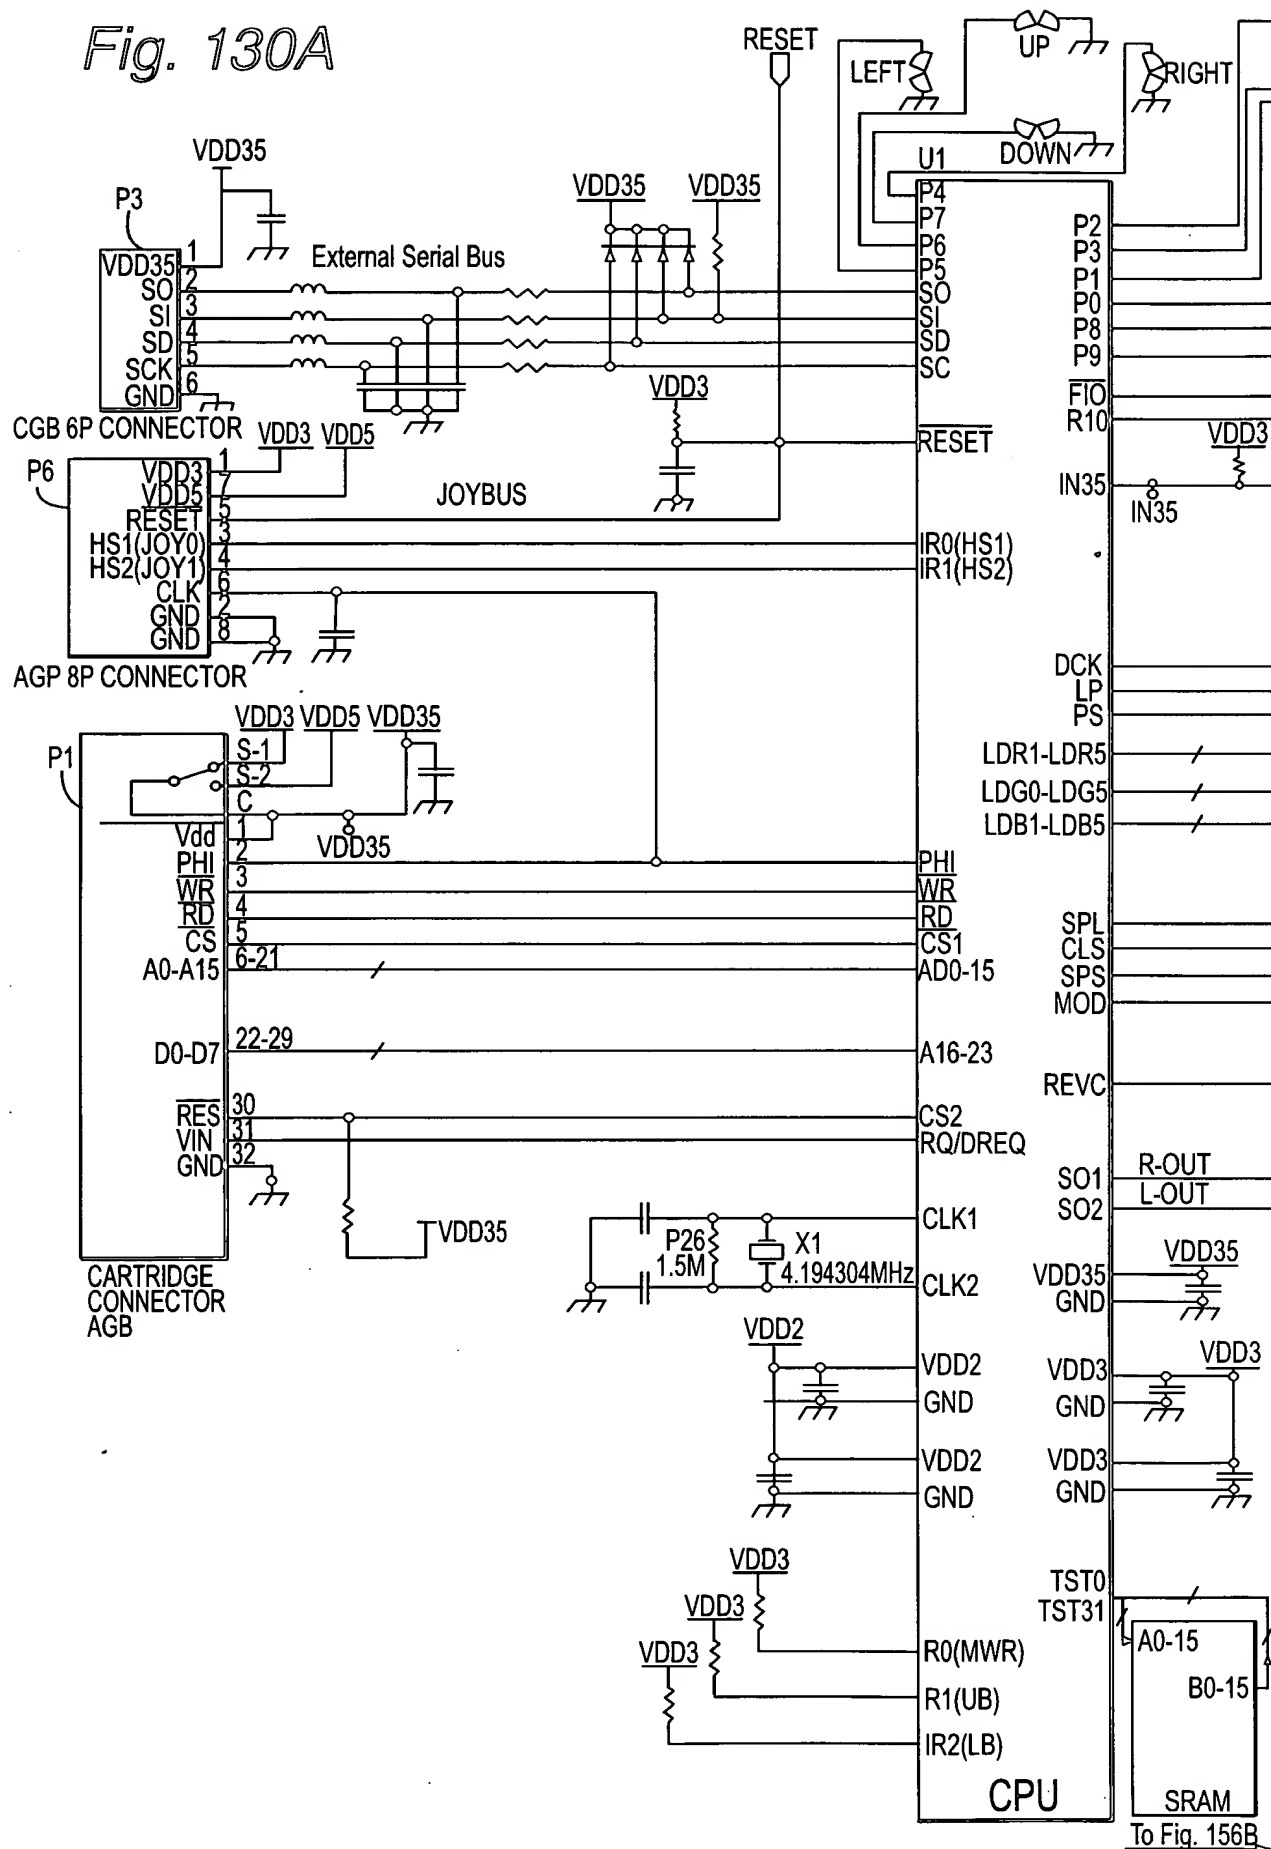 Fig. 130A
RESET
LEFT
UP
RIGHT
DOWN
U1
VDD35
P3
1
VDD35
2
SO
3
SI
4
SD
5
SCK
6
GND
CGB 6P CONNECTOR
External Serial Bus
VDD35
VDD35
VDD3
P4
P7
P6
P5
SO
SI
SD
SC
RESET
P2
P3
P1
P0
P8
P9
FIO
R10
VDD3
IN35
IN35
VDD3
VDD5
P6
1
VDD3
7
VDD5
5
RESET
3
HS1(JOY0)
4
HS2(JOY1)
6
CLK
2
GND
8
GND
AGP 8P CONNECTOR
JOYBUS
IR0(HS1)
IR1(HS2)
DCK
LP
PS
LDR1-LDR5
LDG0-LDG5
LDB1-LDB5
VDD3
VDD5
VDD35
P1
S-1
S-2
C
1
Vdd
VDD35
2
PHI
3
WR
4
RD
5
CS
6-21
A0-A15
22-29
D0-D7
30
RES
31
VIN
32
GND
VDD35
CARTRIDGE
CONNECTOR
AGB
PHI
WR
RD
CS1
AD0-15
A16-23
CS2
RQ/DREQ
SPL
CLS
SPS
MOD
REVC
SO1
R-OUT
SO2
L-OUT
CLK1
P26
1.5M
X1
4.194304MHz
CLK2
VDD35
VDD35
GND
VDD2
VDD2
GND
VDD2
GND
VDD3
VDD3
GND
VDD3
GND
VDD3
VDD3
VDD3
R0(MWR)
R1(UB)
IR2(LB)
TST0
TST31
A0-15
B0-15
CPU
SRAM
To Fig. 156B